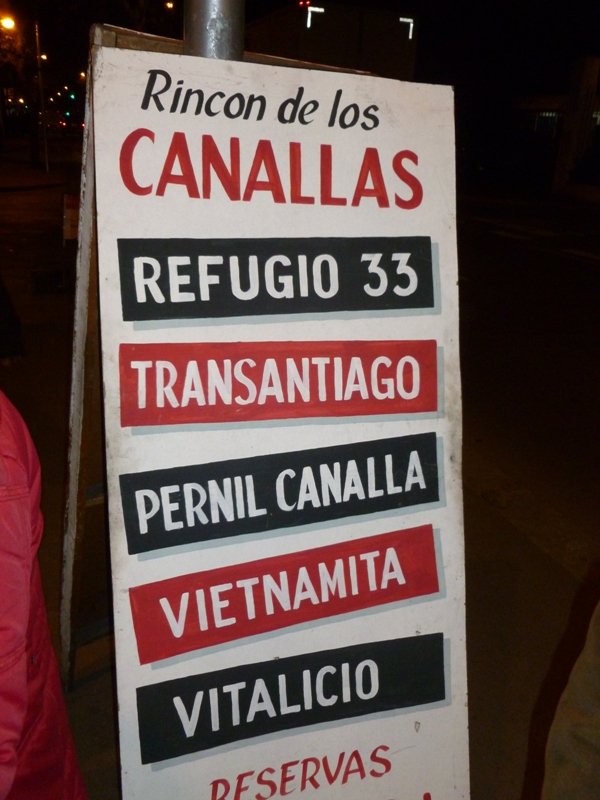 Rincon de los
CANALLAS
REFUGIO 33
TRANSANTIAGO
PERNIL CANALLA
VIETNAMITA
VITALICIO
RESERVAS